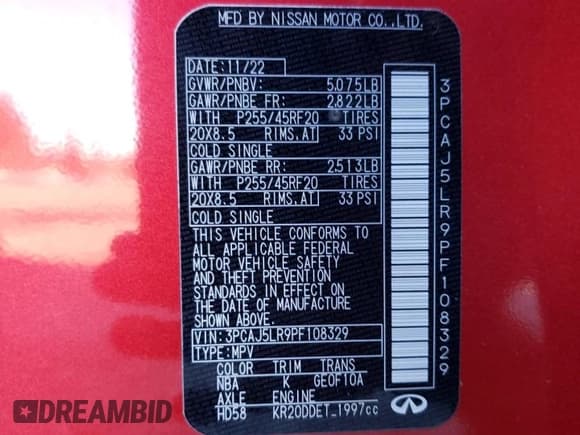 MFD BY NISSAN MOTOR CO.,LTD.
DATE:11/22
GVWR/PNBV: 5,075LB
GAWR/PNBE FR: 2,822LB
WITH P255/45RF20 TIRES
20X8.5 RIMS,AT 33 PSI
COLD SINGLE
GAWR/PNBE RR: 2,513LB
WITH P255/45RF20 TIRES
20X8.5 RIMS,AT 33 PSI
COLD SINGLE
THIS VEHICLE CONFORMS TO
ALL APPLICABLE FEDERAL
MOTOR VEHICLE SAFETY
AND THEFT PREVENTION
STANDARDS IN EFFECT ON
THE DATE OF MANUFACTURE
SHOWN ABOVE.
VIN:3PCAJ5LR9PF108329
TYPE:MPV
COLOR TRIM TRANS
NBA K GE0F10A
AXLE ENGINE
HD58 KR20DDET 1997cc
INFINITI
3PCAJ5LR9PF108329
DREAMBID